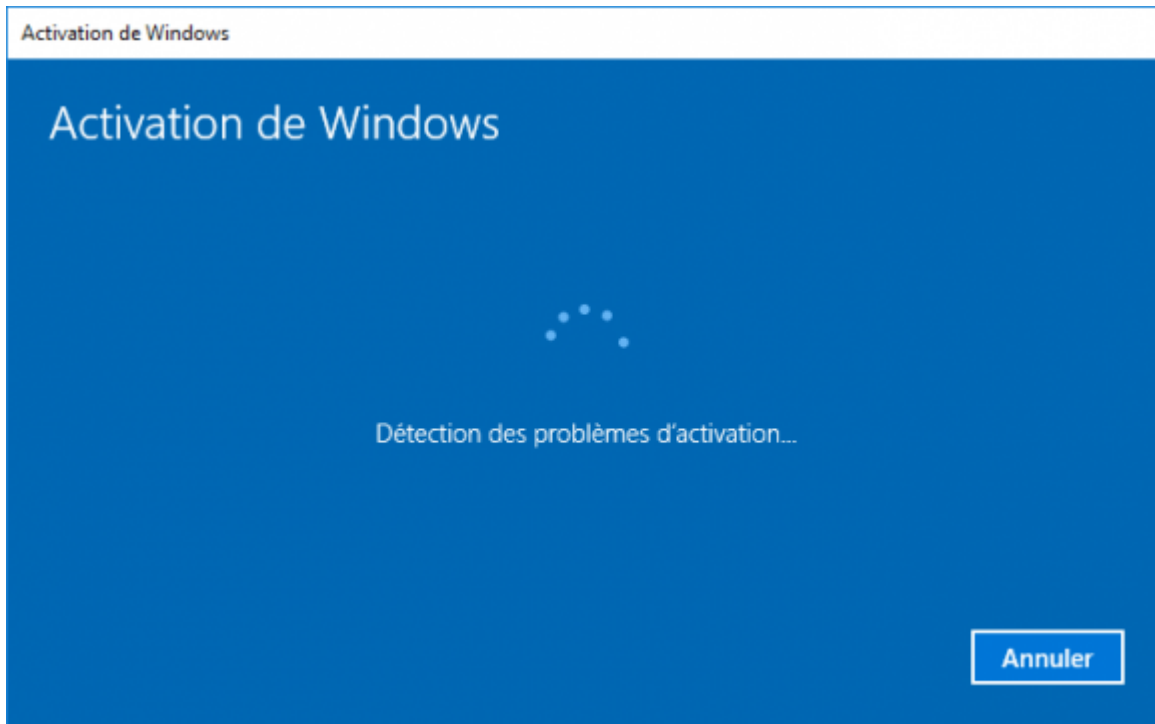 Activation de Windows
Activation de Windows
Détection des problèmes d'activation...
Annuler